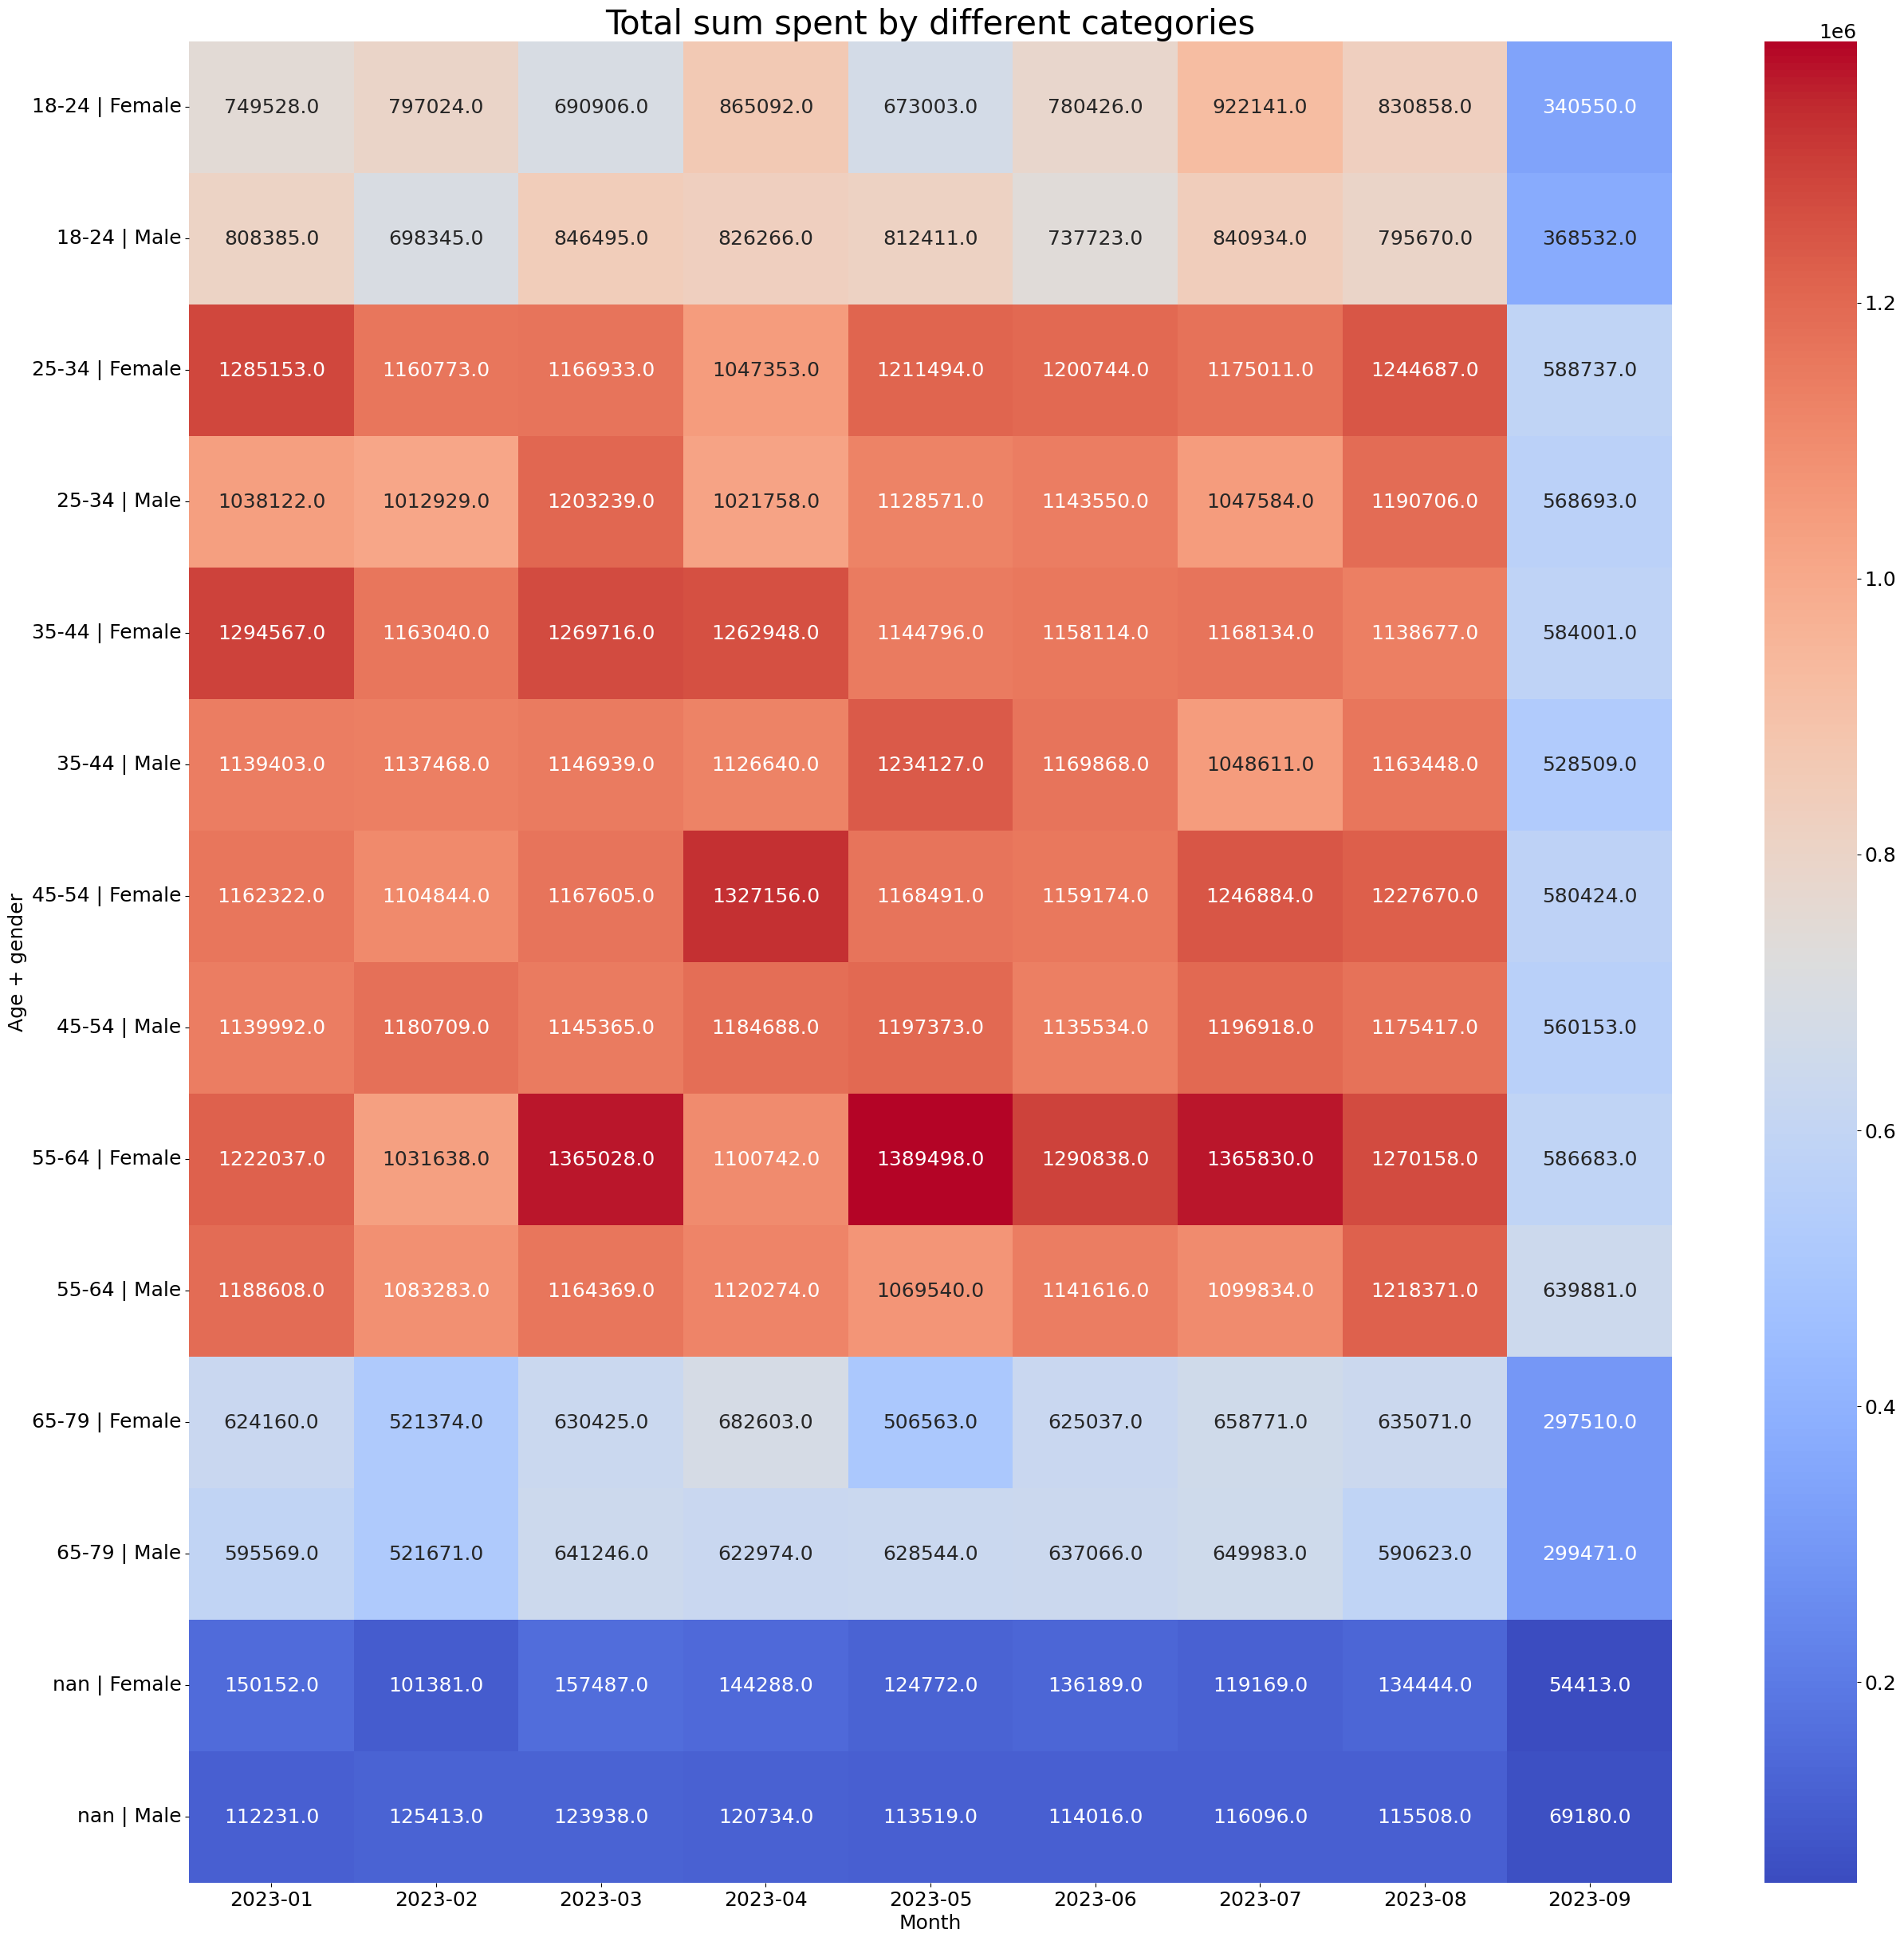 Total sum spent by different categories
1e6
18-24 | Female 749528.0 797024.0 690906.0 865092.0 673003.0 780426.0 922141.0 830858.0 340550.0
18-24 | Male 808385.0 698345.0 846495.0 826266.0 812411.0 737723.0 840934.0 795670.0 368532.0
1.2
25-34 | Female 1285153.0 1160773.0 1166933.0 1047353.0 1211494.0 1200744.0 1175011.0 1244687.0 588737.0
25-34 | Male 1038122.0 1012929.0 1203239.0 1021758.0 1128571.0 1143550.0 1047584.0 1190706.0 568693.0
1.0
35-44 | Female 1294567.0 1163040.0 1269716.0 1262948.0 1144796.0 1158114.0 1168134.0 1138677.0 584001.0
35-44 | Male 1139403.0 1137468.0 1146939.0 1126640.0 1234127.0 1169868.0 1048611.0 1163448.0 528509.0
0.8
45-54 | Female 1162322.0 1104844.0 1167605.0 1327156.0 1168491.0 1159174.0 1246884.0 1227670.0 580424.0
Age + gender
45-54 | Male 1139992.0 1180709.0 1145365.0 1184688.0 1197373.0 1135534.0 1196918.0 1175417.0 560153.0
0.6
55-64 | Female 1222037.0 1031638.0 1365028.0 1100742.0 1389498.0 1290838.0 1365830.0 1270158.0 586683.0
55-64 | Male 1188608.0 1083283.0 1164369.0 1120274.0 1069540.0 1141616.0 1099834.0 1218371.0 639881.0
0.4
65-79 | Female 624160.0 521374.0 630425.0 682603.0 506563.0 625037.0 658771.0 635071.0 297510.0
65-79 | Male 595569.0 521671.0 641246.0 622974.0 628544.0 637066.0 649983.0 590623.0 299471.0
nan | Female 150152.0 101381.0 157487.0 144288.0 124772.0 136189.0 119169.0 134444.0 54413.0
0.2
nan | Male 112231.0 125413.0 123938.0 120734.0 113519.0 114016.0 116096.0 115508.0 69180.0
2023-01 2023-02 2023-03 2023-04 2023-05 2023-06 2023-07 2023-08 2023-09
Month